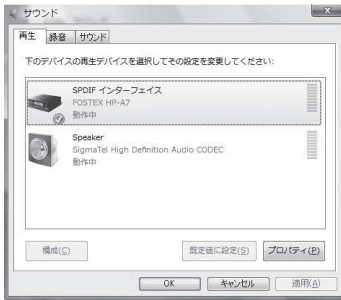 サウンド
再生 録音 サウンド
下のデバイスの再生デバイスを選択してその設定を変更してください:
SPDIF インターフェイス
FOSTEX HP-A7
動作中
Speaker
SigmaTel High Definition Audio CODEC
動作中
構成(C) 既定値に設定(S) プロパティ(P)
OK キャンセル 適用(A)